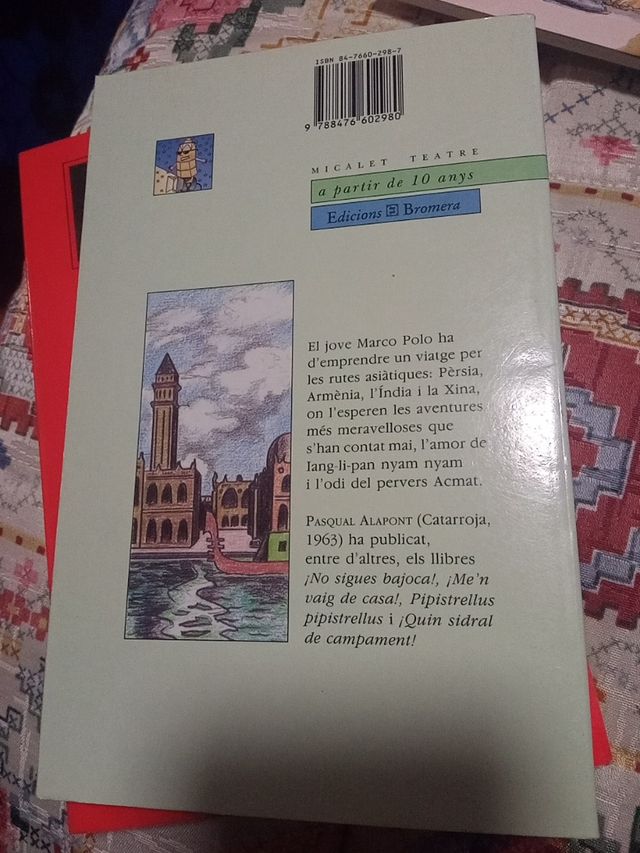 ISBN 84-7660-298-7
9 788476 602980
MICALET TEATRE
a partir de 10 anys
Edicions Bromera
El jove Marco Polo ha
d'emprendre un viatge per
les rutes asiàtiques: Pèrsia,
Armènia, l'Índia i la Xina,
on l'esperen les aventures
més meravelloses que
s'han contat mai, l'amor de
Iang-li-pan nyam nyam
i l'odi del pervers Acmat.
PASQUAL ALAPONT (Catarroja,
1963) ha publicat,
entre d'altres, els llibres
¡No sigues bajoca!, ¡Me'n
vaig de casa!, Pipistrellus
pipistrellus i ¡Quin sidral
de campament!